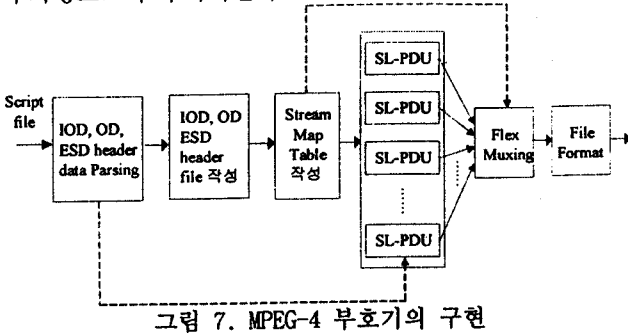 Script
file
IOD, OD,
ESD header
data Parsing
IOD, OD
ESD
header
file 작성
Stream
Map
Table
작성
SL-PDU
SL-PDU
SL-PDU
SL-PDU
Flex
Muxing
File
Format
그림 7. MPEG-4 부호기의 구현